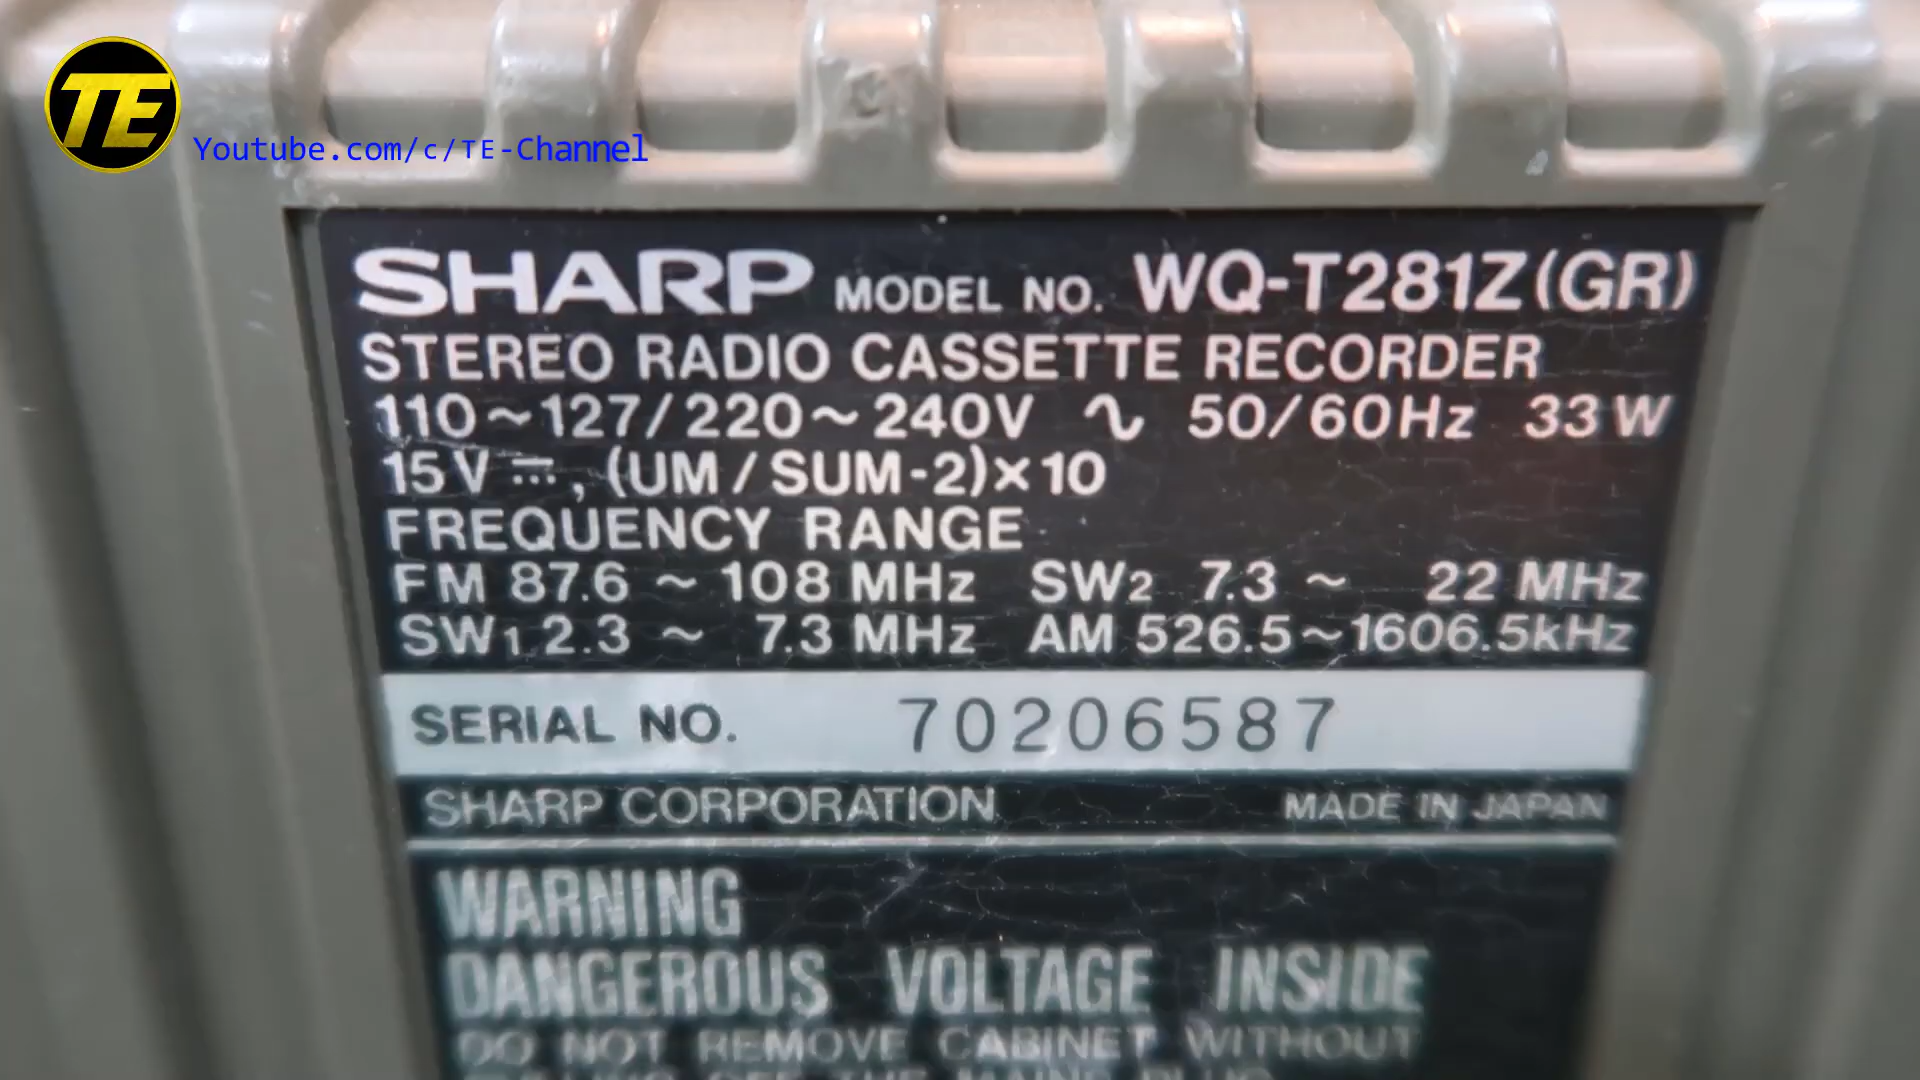 TE
Youtube.com/c/TE-Channel
SHARP MODEL NO. WQ-T281Z(GR)
STEREO RADIO CASSETTE RECORDER
110~127/220~240V ∿ 50/60Hz 33W
15V ⎓, (UM/SUM-2)×10
FREQUENCY RANGE
FM 87.6 ~ 108 MHz SW2 7.3 ~ 22 MHz
SW1 2.3 ~ 7.3 MHz AM 526.5~1606.5kHz
SERIAL NO. 70206587
SHARP CORPORATION MADE IN JAPAN
WARNING
DANGEROUS VOLTAGE INSIDE
DO NOT REMOVE CABINET WITHOUT